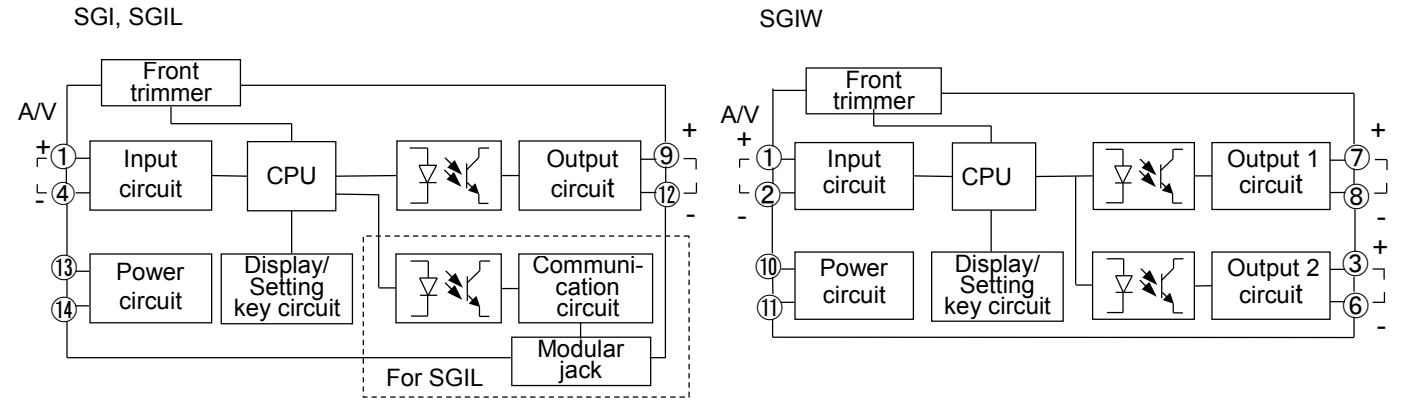 SGI, SGIL
Front
trimmer
A/V
+
-
①
④
Input
circuit
CPU
Output
circuit
⑨
⑫
+
-
⑬
⑭
Power
circuit
Display/
Setting
key circuit
Communi-
cation
circuit
Modular
jack
For SGIL
SGIW
Front
trimmer
A/V
+
-
①
②
Input
circuit
CPU
Output 1
circuit
⑦
⑧
+
-
⑩
⑪
Power
circuit
Display/
Setting
key circuit
Output 2
circuit
③
⑥
+
-